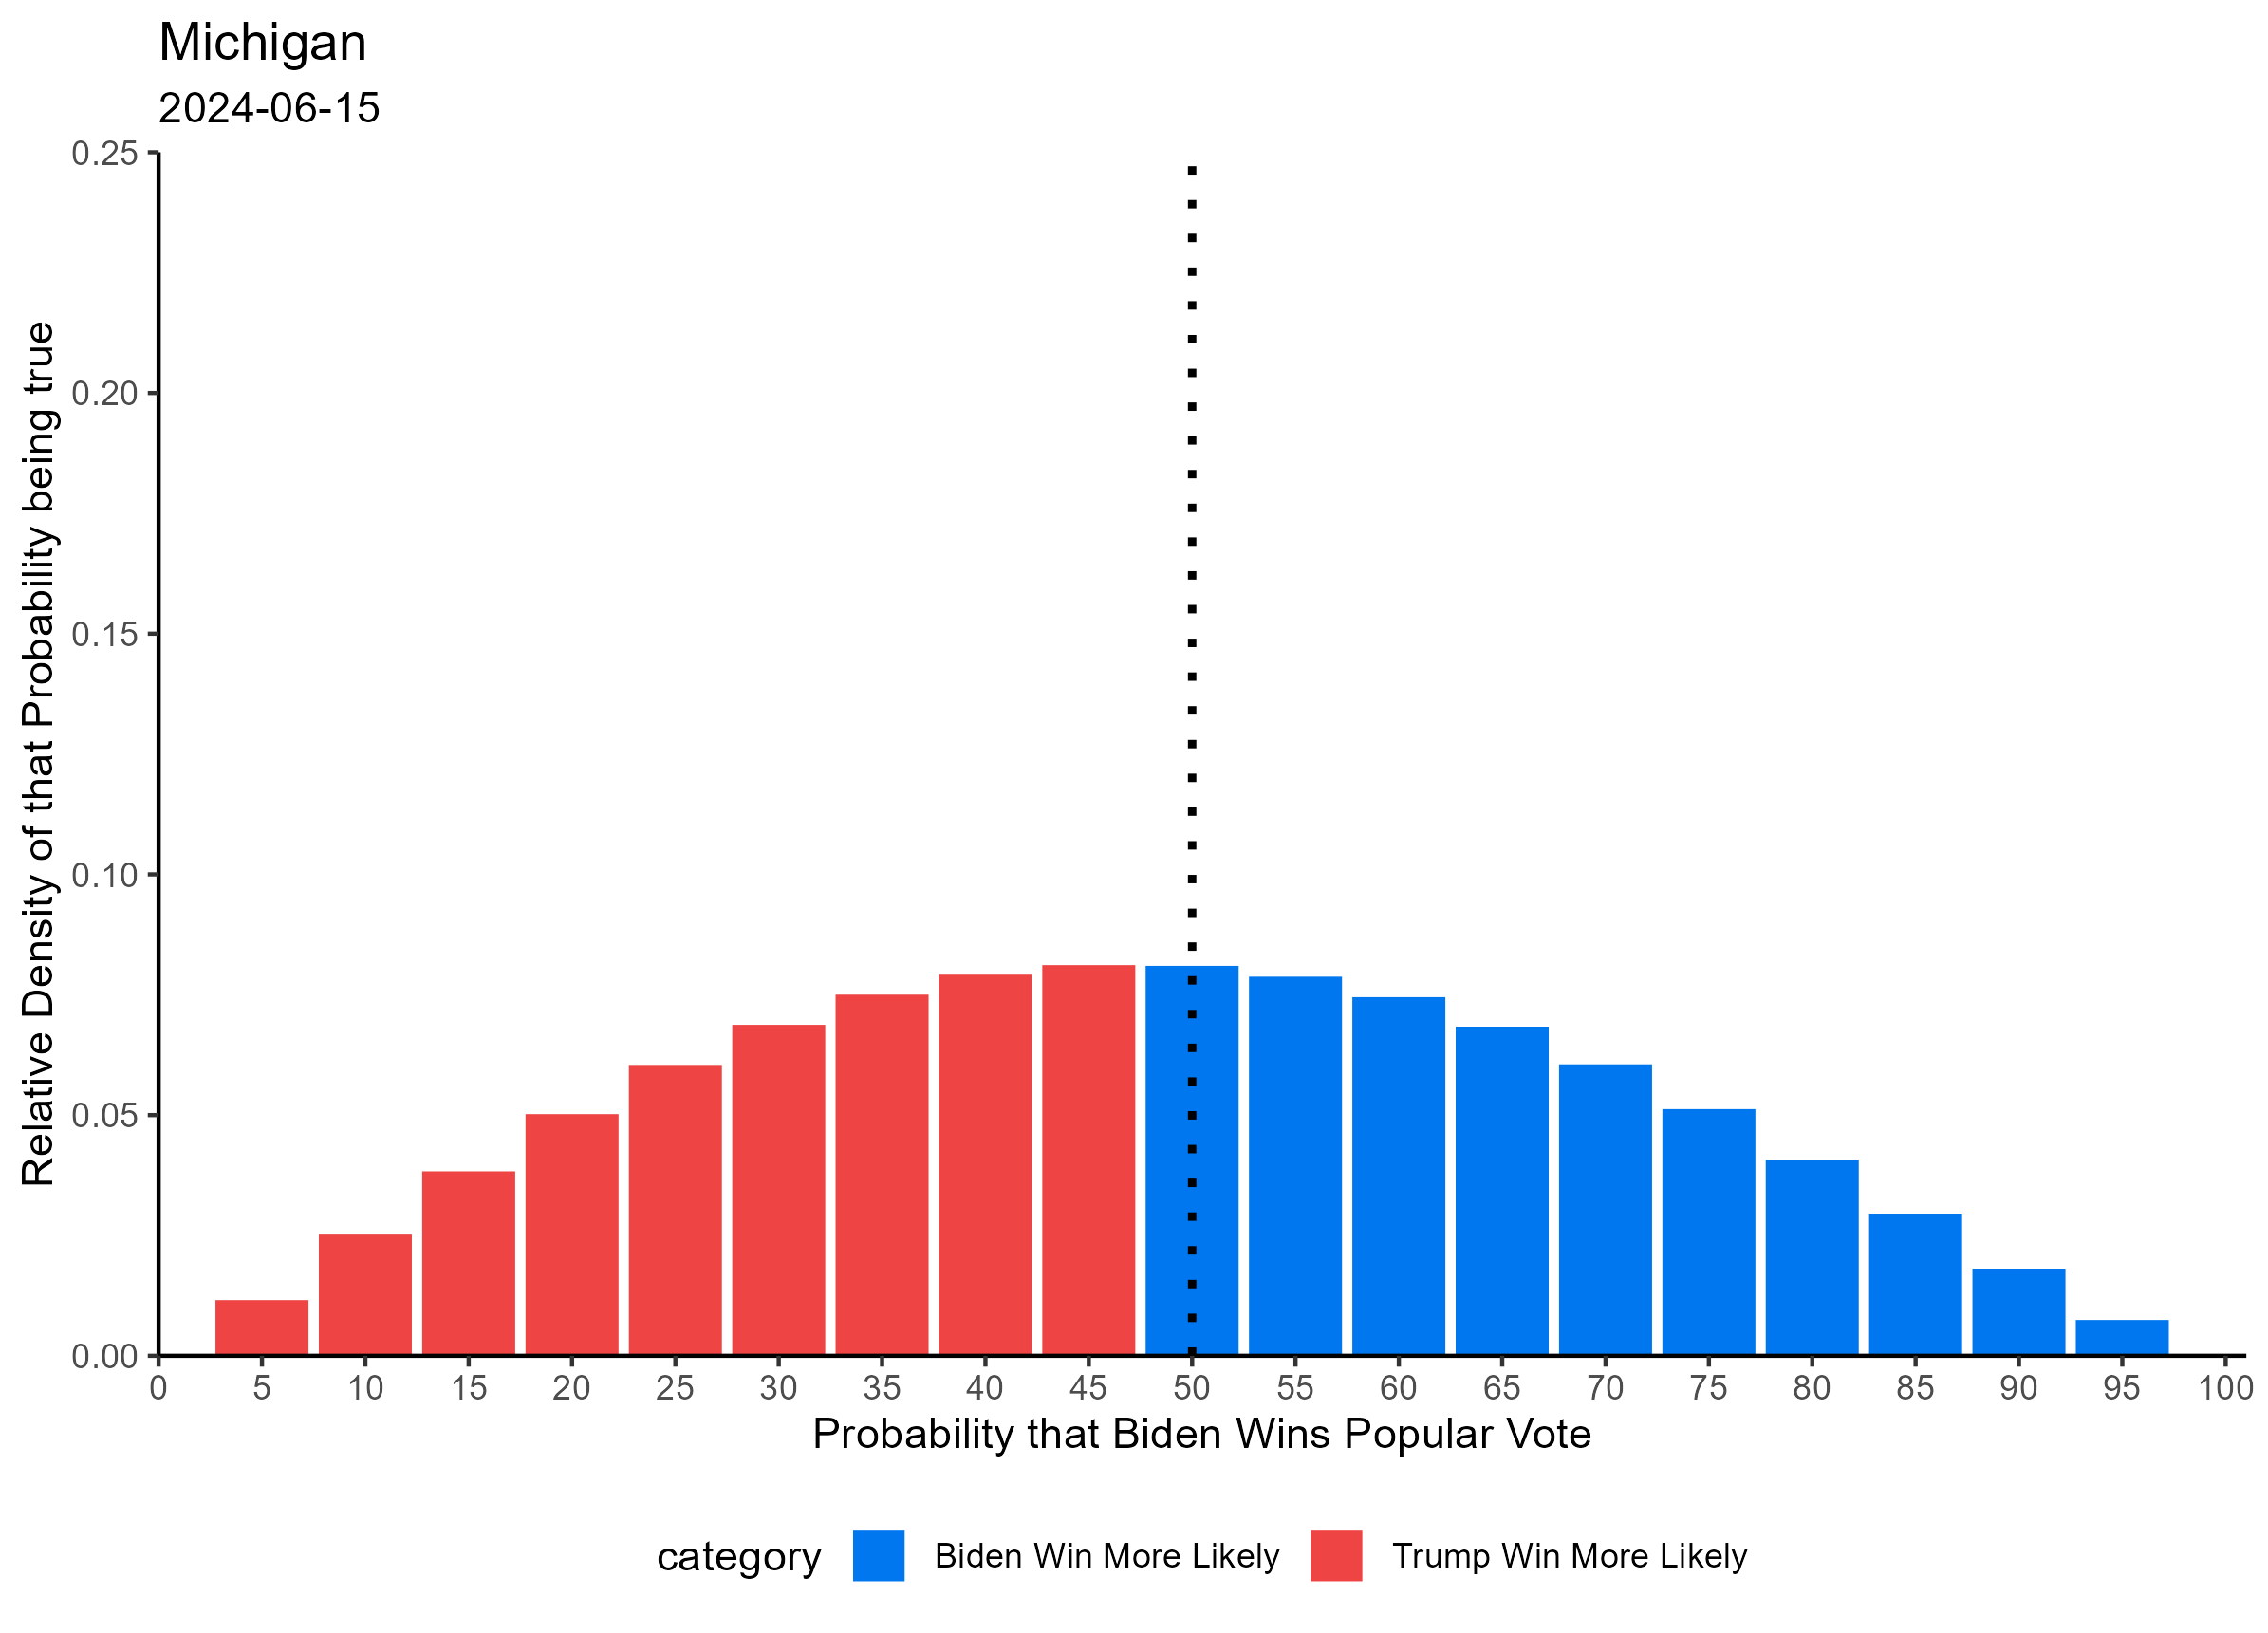 Michigan
2024-06-15
Relative Density of that Probability being true
0.25
0.20
0.15
0.10
0.05
0.00
0 5 10 15 20 25 30 35 40 45 50 55 60 65 70 75 80 85 90 95 100
Probability that Biden Wins Popular Vote
category Biden Win More Likely Trump Win More Likely